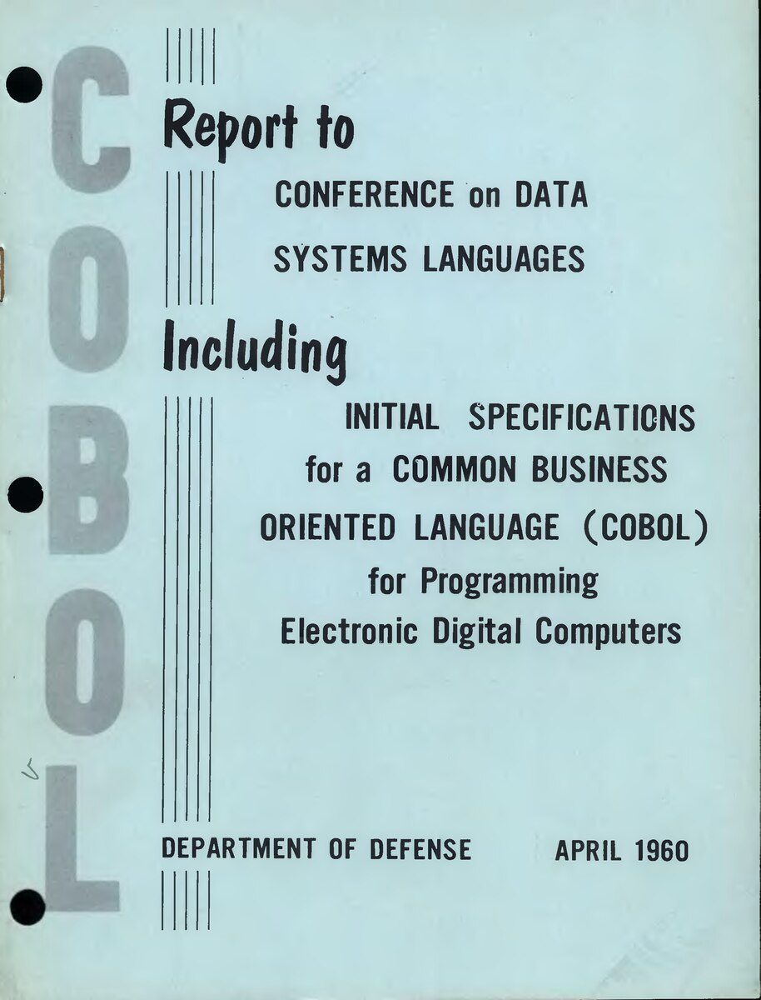 COBOL
Report to
CONFERENCE on DATA
SYSTEMS LANGUAGES
Including
INITIAL SPECIFICATIONS
for a COMMON BUSINESS
ORIENTED LANGUAGE (COBOL)
for Programming
Electronic Digital Computers
DEPARTMENT OF DEFENSE APRIL 1960